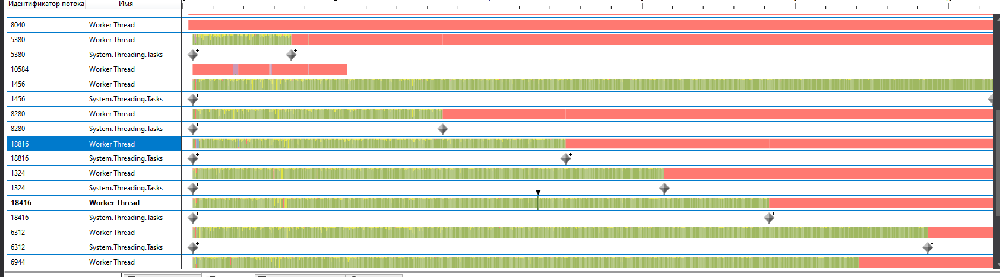 Идентификатор потока Имя
8040 Worker Thread
5380 Worker Thread
5380 System.Threading.Tasks
10584 Worker Thread
1456 Worker Thread
1456 System.Threading.Tasks
8280 Worker Thread
8280 System.Threading.Tasks
18816 Worker Thread
18816 System.Threading.Tasks
1324 Worker Thread
1324 System.Threading.Tasks
18416 Worker Thread
18416 System.Threading.Tasks
6312 Worker Thread
6312 System.Threading.Tasks
6944 Worker Thread